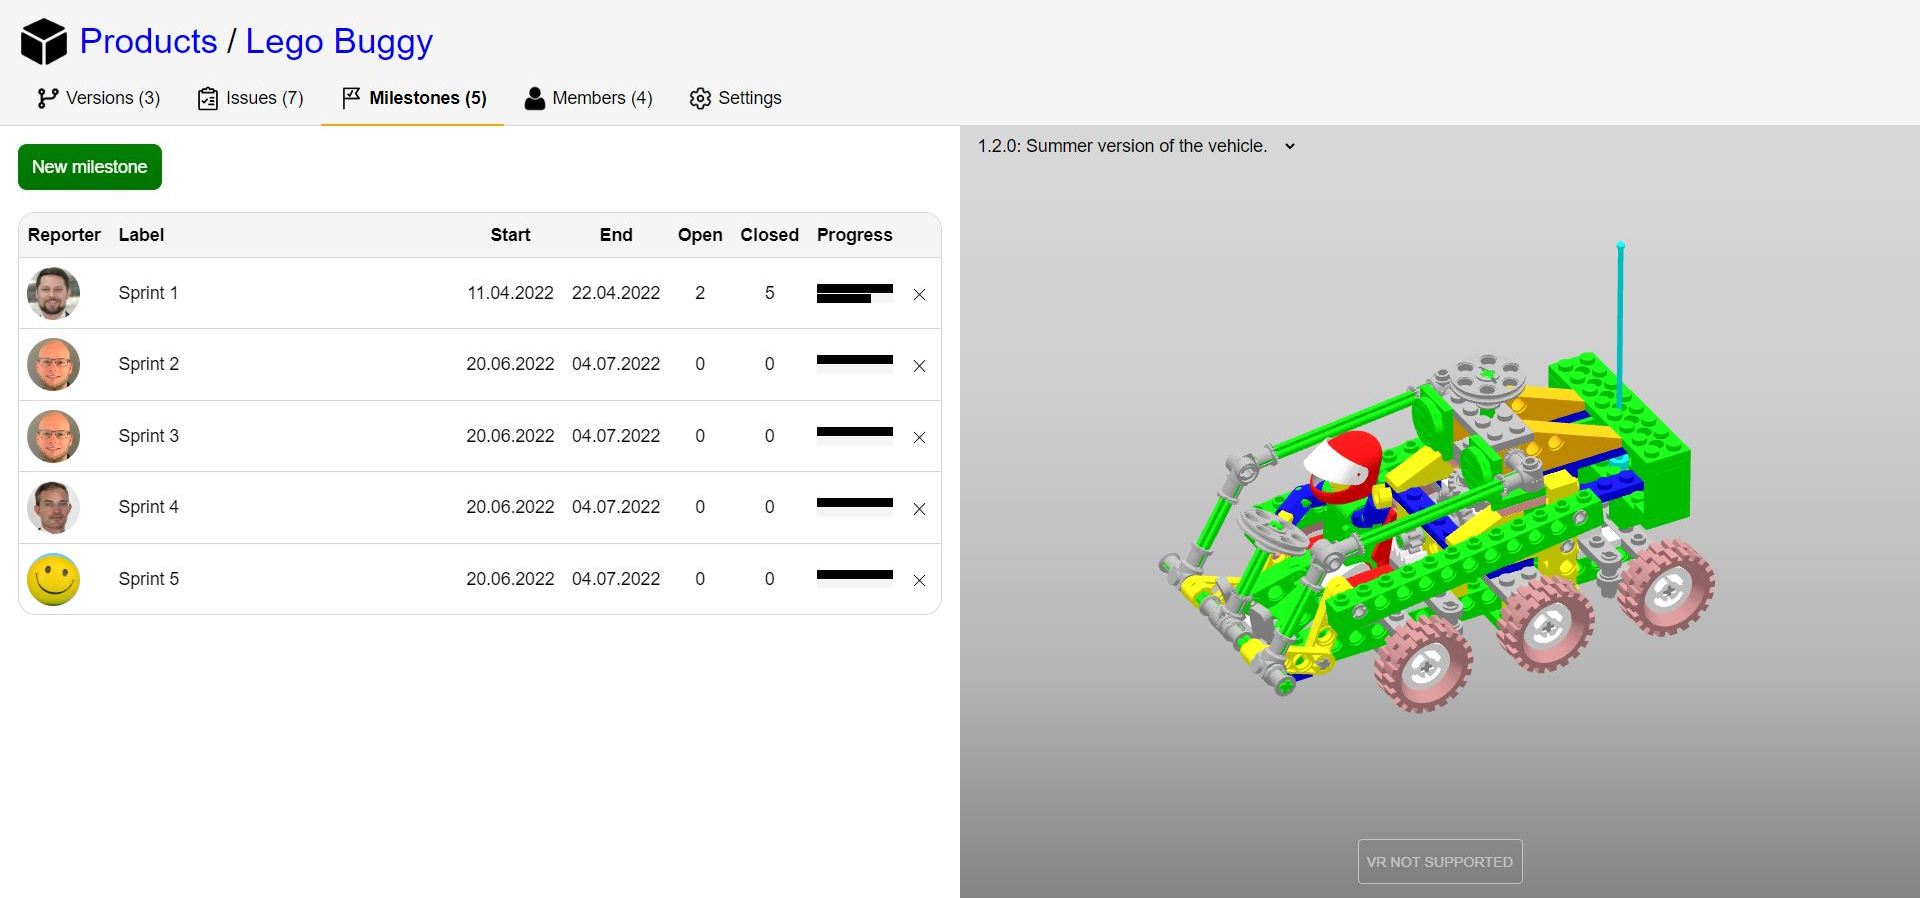 Products / Lego Buggy
Versions (3) Issues (7) Milestones (5) Members (4) Settings
New milestone
1.2.0: Summer version of the vehicle.
Reporter Label Start End Open Closed Progress
Sprint 1 11.04.2022 22.04.2022 2 5
Sprint 2 20.06.2022 04.07.2022 0 0
Sprint 3 20.06.2022 04.07.2022 0 0
Sprint 4 20.06.2022 04.07.2022 0 0
Sprint 5 20.06.2022 04.07.2022 0 0
VR NOT SUPPORTED